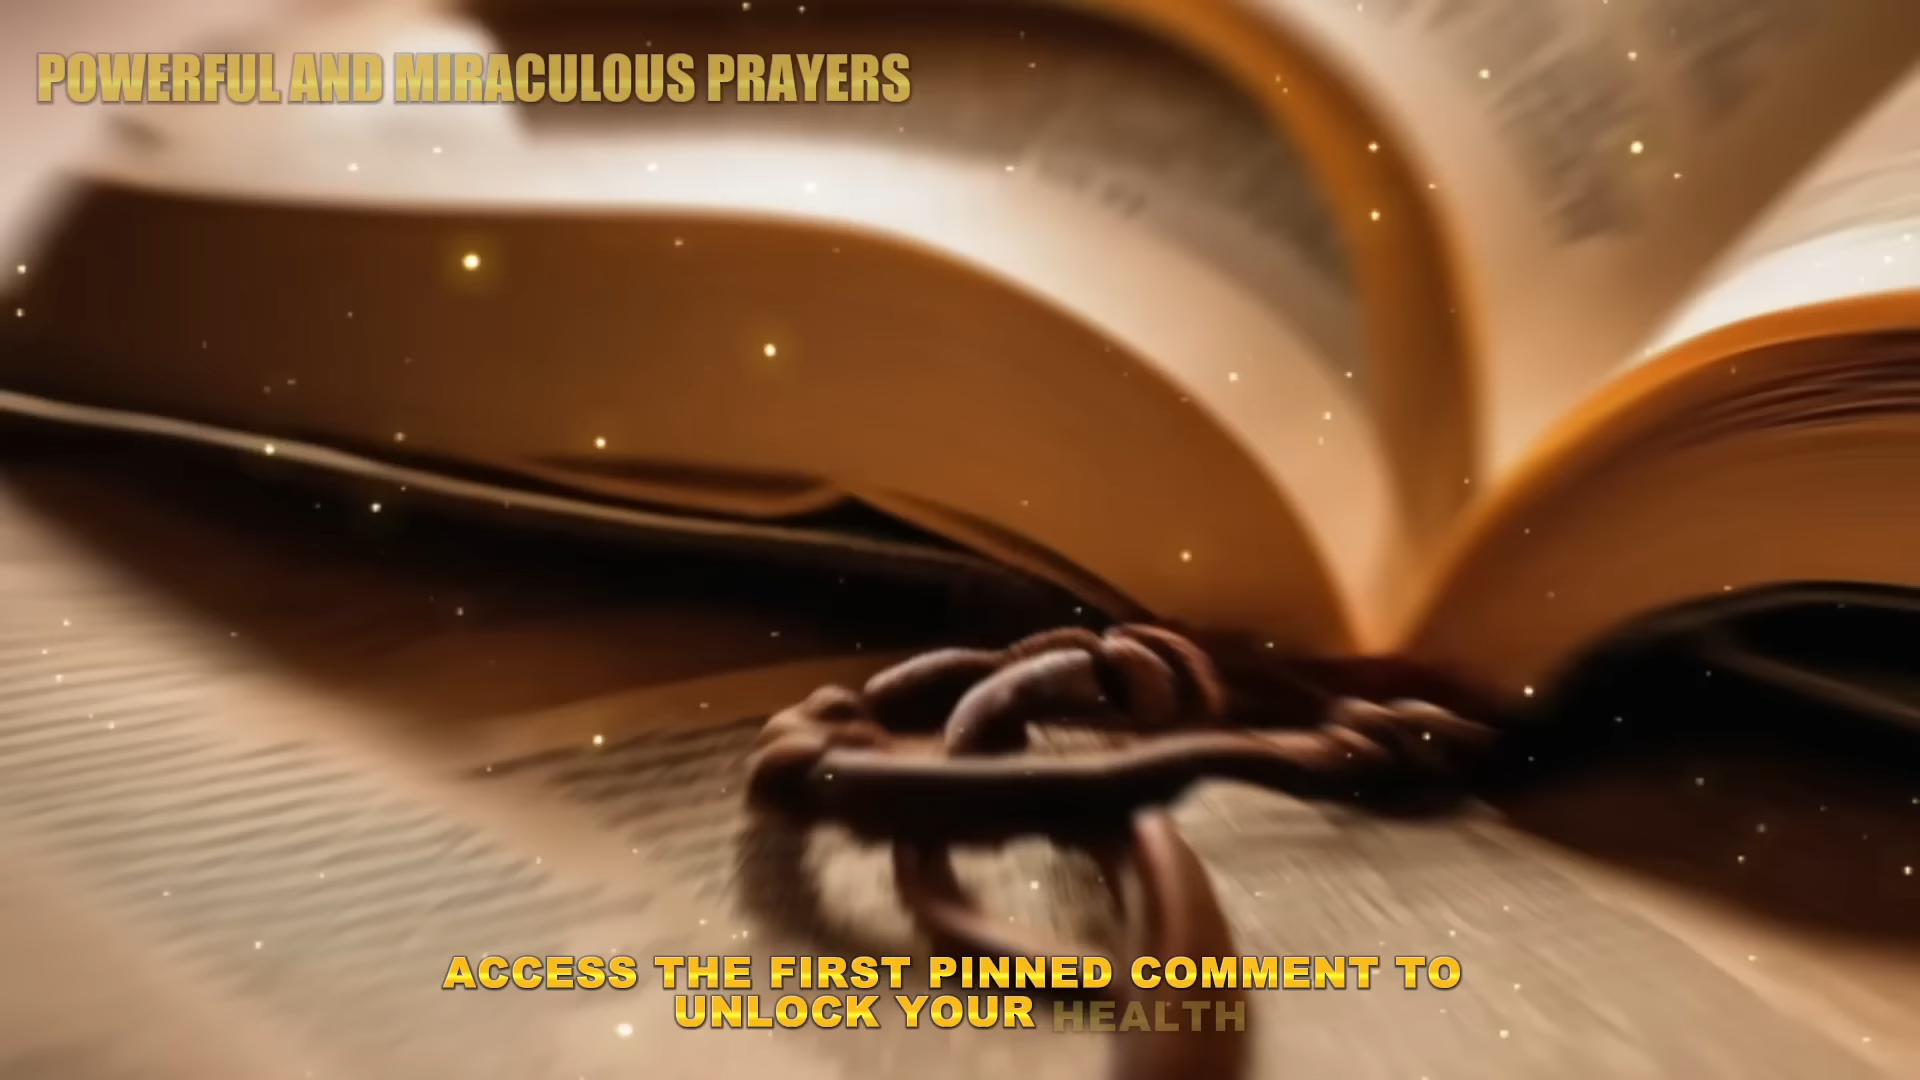 POWERFUL AND MIRACULOUS PRAYERS
ACCESS THE FIRST PINNED COMMENT TO
UNLOCK YOUR HEALTH